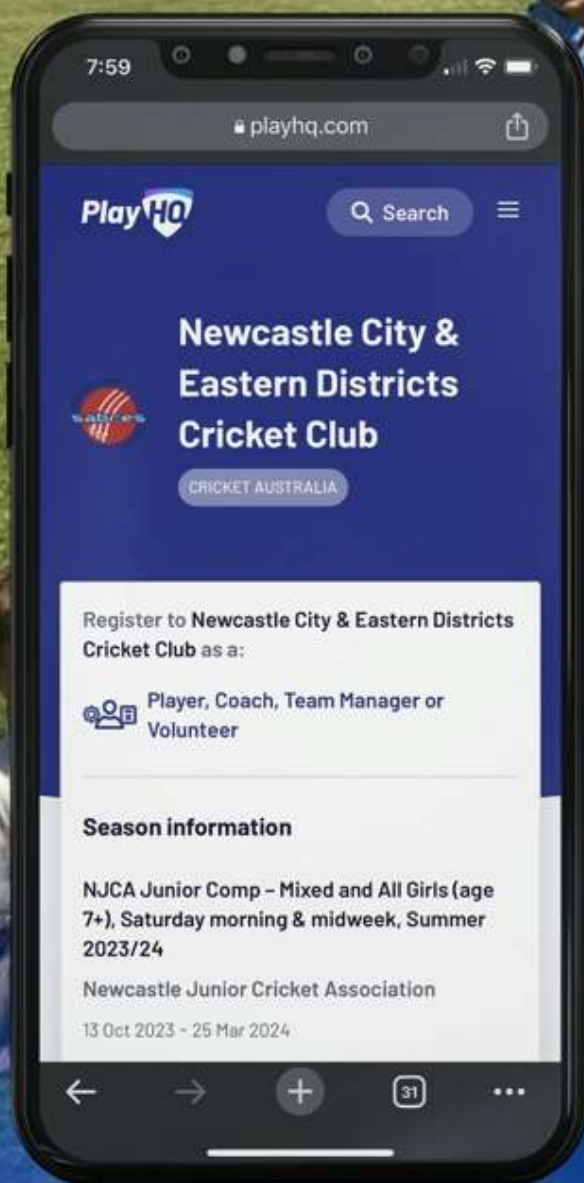 7:59
playhq.com
PlayHQ
Search
Newcastle City &
Eastern Districts
Cricket Club
sabres
CRICKET AUSTRALIA
Register to Newcastle City & Eastern Districts
Cricket Club as a:
Player, Coach, Team Manager or
Volunteer
Season information
NJCA Junior Comp – Mixed and All Girls (age
7+), Saturday morning & midweek, Summer
2023/24
Newcastle Junior Cricket Association
13 Oct 2023 - 25 Mar 2024
31